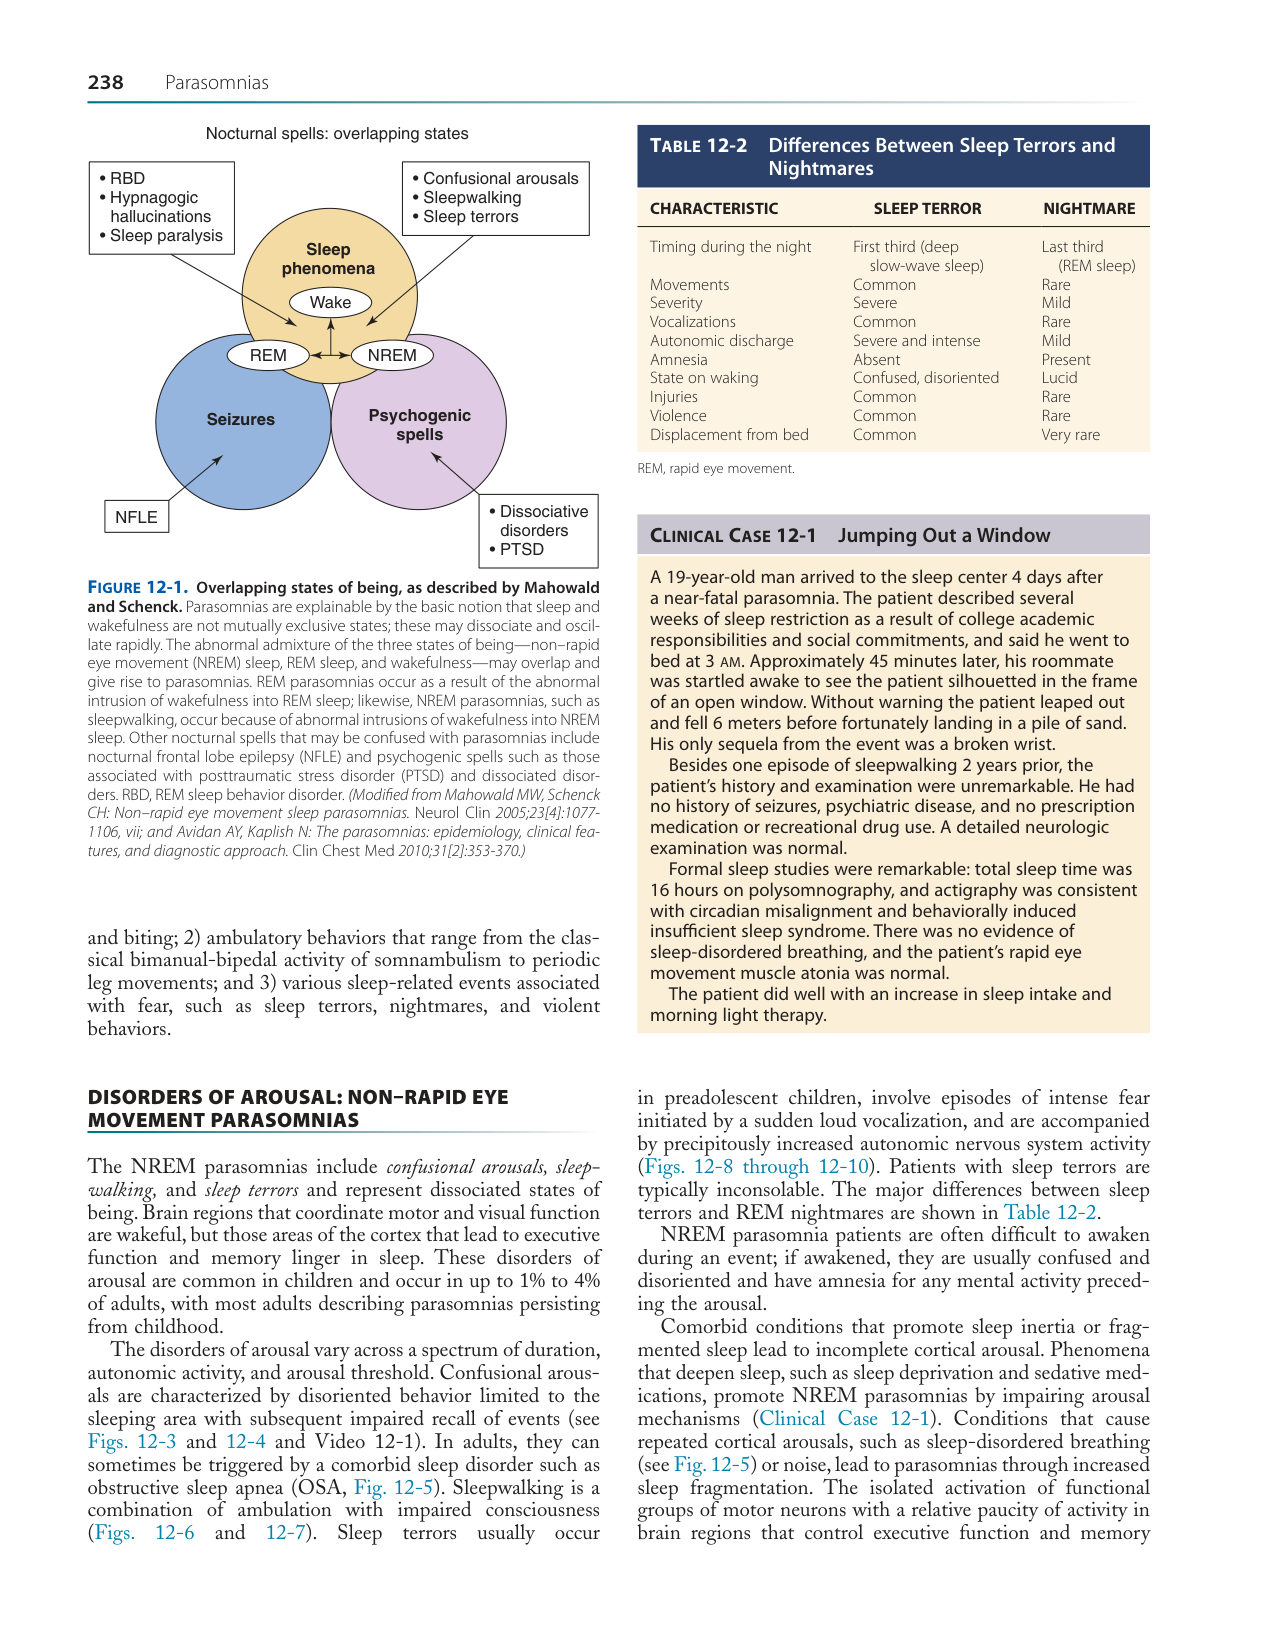 238 Parasomnias
Nocturnal spells: overlapping states
• RBD
• Hypnagogic
hallucinations
• Sleep paralysis
• Confusional arousals
• Sleepwalking
• Sleep terrors
Sleep
phenomena
Wake
REM
NREM
Seizures
Psychogenic
spells
NFLE
• Dissociative
disorders
• PTSD
FIGURE 12-1. Overlapping states of being, as described by Mahowald
and Schenck. Parasomnias are explainable by the basic notion that sleep and
wakefulness are not mutually exclusive states; these may dissociate and oscil-
late rapidly. The abnormal admixture of the three states of being—non–rapid
eye movement (NREM) sleep, REM sleep, and wakefulness—may overlap and
give rise to parasomnias. REM parasomnias occur as a result of the abnormal
intrusion of wakefulness into REM sleep; likewise, NREM parasomnias, such as
sleepwalking, occur because of abnormal intrusions of wakefulness into NREM
sleep. Other nocturnal spells that may be confused with parasomnias include
nocturnal frontal lobe epilepsy (NFLE) and psychogenic spells such as those
associated with posttraumatic stress disorder (PTSD) and dissociated disor-
ders. RBD, REM sleep behavior disorder. (Modified from Mahowald MW, Schenck
CH: Non–rapid eye movement sleep parasomnias. Neurol Clin 2005;23[4]:1077-
1106, vii; and Avidan AY, Kaplish N: The parasomnias: epidemiology, clinical fea-
tures, and diagnostic approach. Clin Chest Med 2010;31[2]:353-370.)
and biting; 2) ambulatory behaviors that range from the clas-
sical bimanual-bipedal activity of somnambulism to periodic
leg movements; and 3) various sleep-related events associated
with fear, such as sleep terrors, nightmares, and violent
behaviors.
TABLE 12-2 Differences Between Sleep Terrors and
Nightmares
CHARACTERISTIC SLEEP TERROR NIGHTMARE
Timing during the night First third (deep Last third
slow-wave sleep) (REM sleep)
Movements Common Rare
Severity Severe Mild
Vocalizations Common Rare
Autonomic discharge Severe and intense Mild
Amnesia Absent Present
State on waking Confused, disoriented Lucid
Injuries Common Rare
Violence Common Rare
Displacement from bed Common Very rare
REM, rapid eye movement.
CLINICAL CASE 12-1 Jumping Out a Window
A 19-year-old man arrived to the sleep center 4 days after
a near-fatal parasomnia. The patient described several
weeks of sleep restriction as a result of college academic
responsibilities and social commitments, and said he went to
bed at 3 AM. Approximately 45 minutes later, his roommate
was startled awake to see the patient silhouetted in the frame
of an open window. Without warning the patient leaped out
and fell 6 meters before fortunately landing in a pile of sand.
His only sequela from the event was a broken wrist.
Besides one episode of sleepwalking 2 years prior, the
patient's history and examination were unremarkable. He had
no history of seizures, psychiatric disease, and no prescription
medication or recreational drug use. A detailed neurologic
examination was normal.
Formal sleep studies were remarkable: total sleep time was
16 hours on polysomnography, and actigraphy was consistent
with circadian misalignment and behaviorally induced
insufficient sleep syndrome. There was no evidence of
sleep-disordered breathing, and the patient's rapid eye
movement muscle atonia was normal.
The patient did well with an increase in sleep intake and
morning light therapy.
DISORDERS OF AROUSAL: NON–RAPID EYE
MOVEMENT PARASOMNIAS
The NREM parasomnias include confusional arousals, sleep-
walking, and sleep terrors and represent dissociated states of
being. Brain regions that coordinate motor and visual function
are wakeful, but those areas of the cortex that lead to executive
function and memory linger in sleep. These disorders of
arousal are common in children and occur in up to 1% to 4%
of adults, with most adults describing parasomnias persisting
from childhood.
The disorders of arousal vary across a spectrum of duration,
autonomic activity, and arousal threshold. Confusional arous-
als are characterized by disoriented behavior limited to the
sleeping area with subsequent impaired recall of events (see
Figs. 12-3 and 12-4 and Video 12-1). In adults, they can
sometimes be triggered by a comorbid sleep disorder such as
obstructive sleep apnea (OSA, Fig. 12-5). Sleepwalking is a
combination of ambulation with impaired consciousness
(Figs. 12-6 and 12-7). Sleep terrors usually occur
in preadolescent children, involve episodes of intense fear
initiated by a sudden loud vocalization, and are accompanied
by precipitously increased autonomic nervous system activity
(Figs. 12-8 through 12-10). Patients with sleep terrors are
typically inconsolable. The major differences between sleep
terrors and REM nightmares are shown in Table 12-2.
NREM parasomnia patients are often difficult to awaken
during an event; if awakened, they are usually confused and
disoriented and have amnesia for any mental activity preced-
ing the arousal.
Comorbid conditions that promote sleep inertia or frag-
mented sleep lead to incomplete cortical arousal. Phenomena
that deepen sleep, such as sleep deprivation and sedative med-
ications, promote NREM parasomnias by impairing arousal
mechanisms (Clinical Case 12-1). Conditions that cause
repeated cortical arousals, such as sleep-disordered breathing
(see Fig. 12-5) or noise, lead to parasomnias through increased
sleep fragmentation. The isolated activation of functional
groups of motor neurons with a relative paucity of activity in
brain regions that control executive function and memory